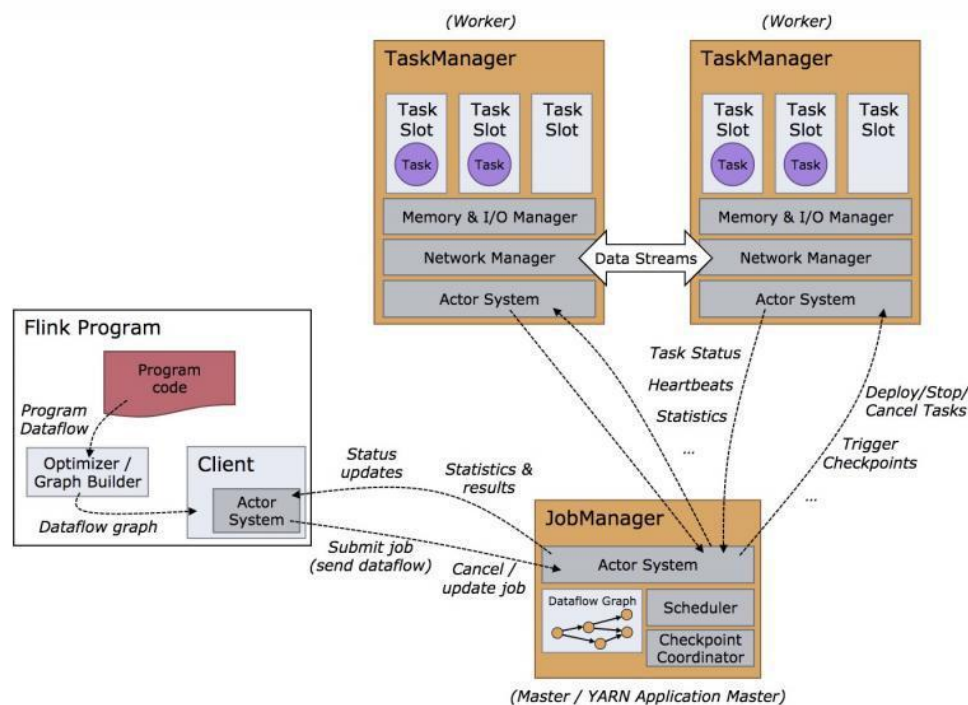 (Worker)
(Worker)
TaskManager
TaskManager
Task
Slot
Task
Slot
Task
Slot
Task
Task
Task
Slot
Task
Slot
Task
Slot
Task
Task
Memory & I/O Manager
Memory & I/O Manager
Network Manager
Data Streams
Network Manager
Actor System
Actor System
Flink Program
Program
code
Program
Dataflow
Optimizer /
Graph Builder
Dataflow graph
Client
Actor
System
Status
updates
Statistics &
results
Submit job
(send dataflow)
Cancel /
update job
Task Status
Heartbeats
Statistics
...
Deploy/Stop/
Cancel Tasks
Trigger
Checkpoints
...
JobManager
Actor System
Dataflow Graph
Scheduler
Checkpoint
Coordinator
(Master / YARN Application Master)